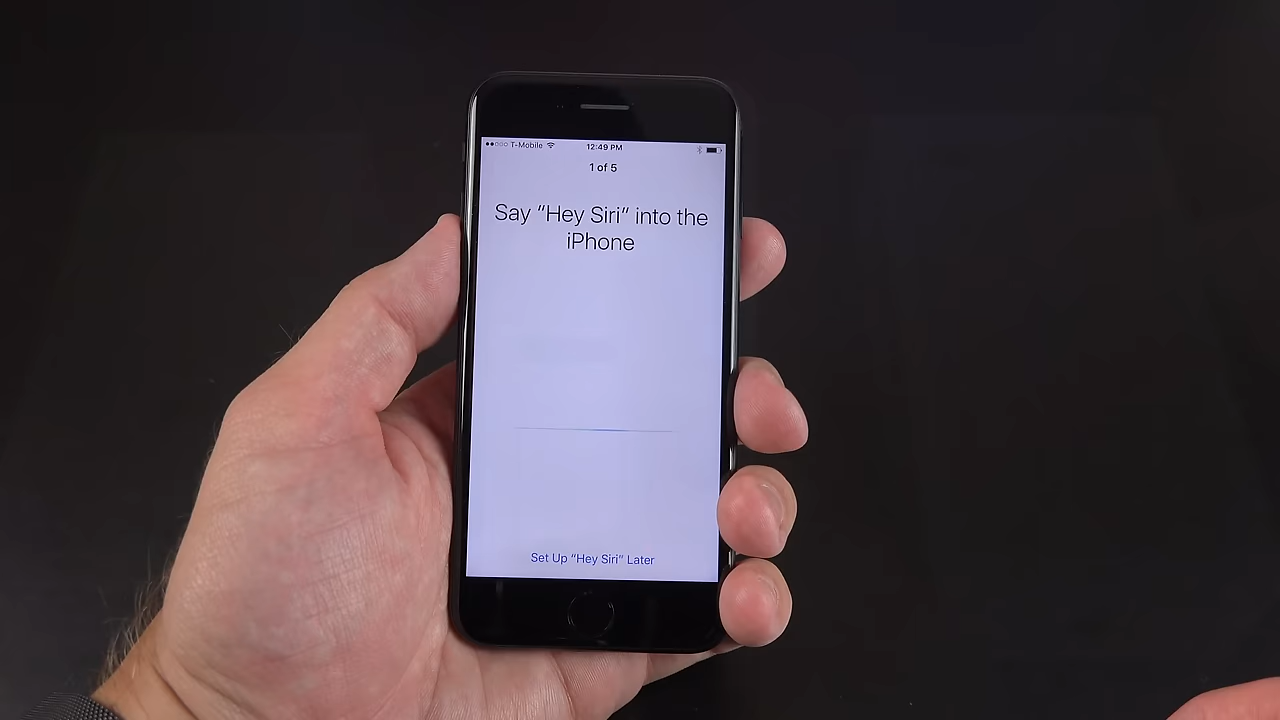 T-Mobile 12:49 PM
1 of 5
Say “Hey Siri” into the
iPhone
Set Up “Hey Siri” Later